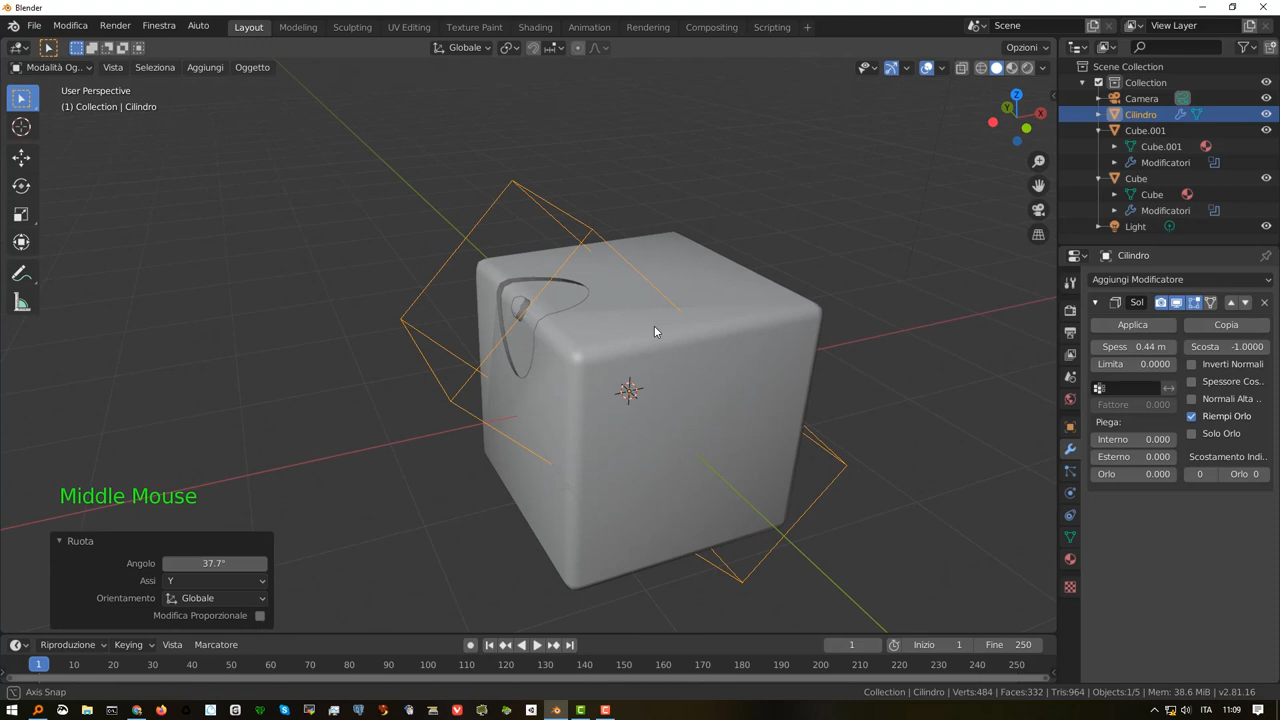 Blender
File Modifica Render Finestra Aiuto Layout Modeling Sculpting UV Editing Texture Paint Shading Animation Rendering Compositing Scripting Scene View Layer
Globale Opzioni
Modalità Og... Vista Seleziona Aggiungi Oggetto
User Perspective
(1) Collection | Cilindro
Z
Y
X
Scene Collection
Collection
Camera
Cilindro
Cube.001
Cube.001
Modificatori
Cube
Cube
Modificatori
Light
Cilindro
Aggiungi Modificatore
Sol
Applica Copia
Spess 0.44 m Scosta -1.0000
Limita 0.0000 Inverti Normali
Spessore Cos...
Normali Alta ..
Fattore 0.000 Riempi Orlo
Piega: Solo Orlo
Interno 0.000
Esterno 0.000 Scostamento Indi...
Orlo 0.000 0 Orlo 0
Middle Mouse
Ruota
Angolo 37.7°
Assi Y
Orientamento Globale
Modifica Proporzionale
Riproduzione Keying Vista Marcatore 1 Inizio 1 Fine 250
1 10 20 30 40 50 60 70 80 90 100 110 120 130 140 150 160 170 180 190 200 210 220 230 240 250
Axis Snap Collection | Cilindro | Verts:484 | Faces:332 | Tris:964 | Objects:1/5 | Mem: 38.6 MiB | v2.81.16
ITA 11:09